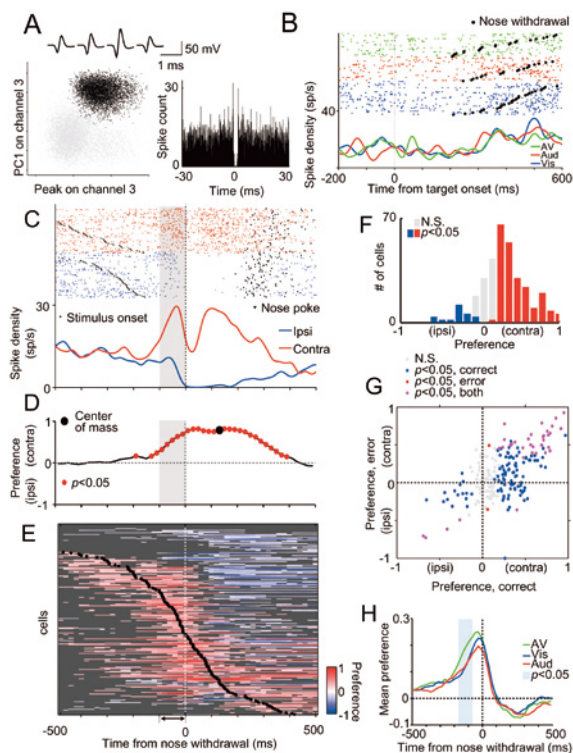 A
50 mV
1 ms
PC1 on channel 3
Peak on channel 3
Spike count
30
0
-30
0
30
Time (ms)
B
• Nose withdrawal
Spike density (sp/s)
40
0
AV
Aud
Vis
-200
0
600
Time from target onset (ms)
C
Stimulus onset
Nose poke
Spike density
(sp/s)
30
0
Ipsi
Contra
D
Center
of mass
Preference
(ipsi) (contra)
1
-1
p<0.05
E
cells
-500
0
500
Time from nose withdrawal (ms)
1
0
-1
Preference
F
N.S.
p<0.05
# of cells
70
0
-1
0
1
(ipsi)
(contra)
Preference
N.S.
p<0.05, correct
p<0.05, error
p<0.05, both
G
Preference, error
(ipsi) (contra)
1
0
-1
-1
0
1
(ipsi)
(contra)
Preference, correct
H
Mean preference
0.3
0
-0.1
AV
Vis
Aud
p<0.05
-500
0
500
Time from nose withdrawal (ms)